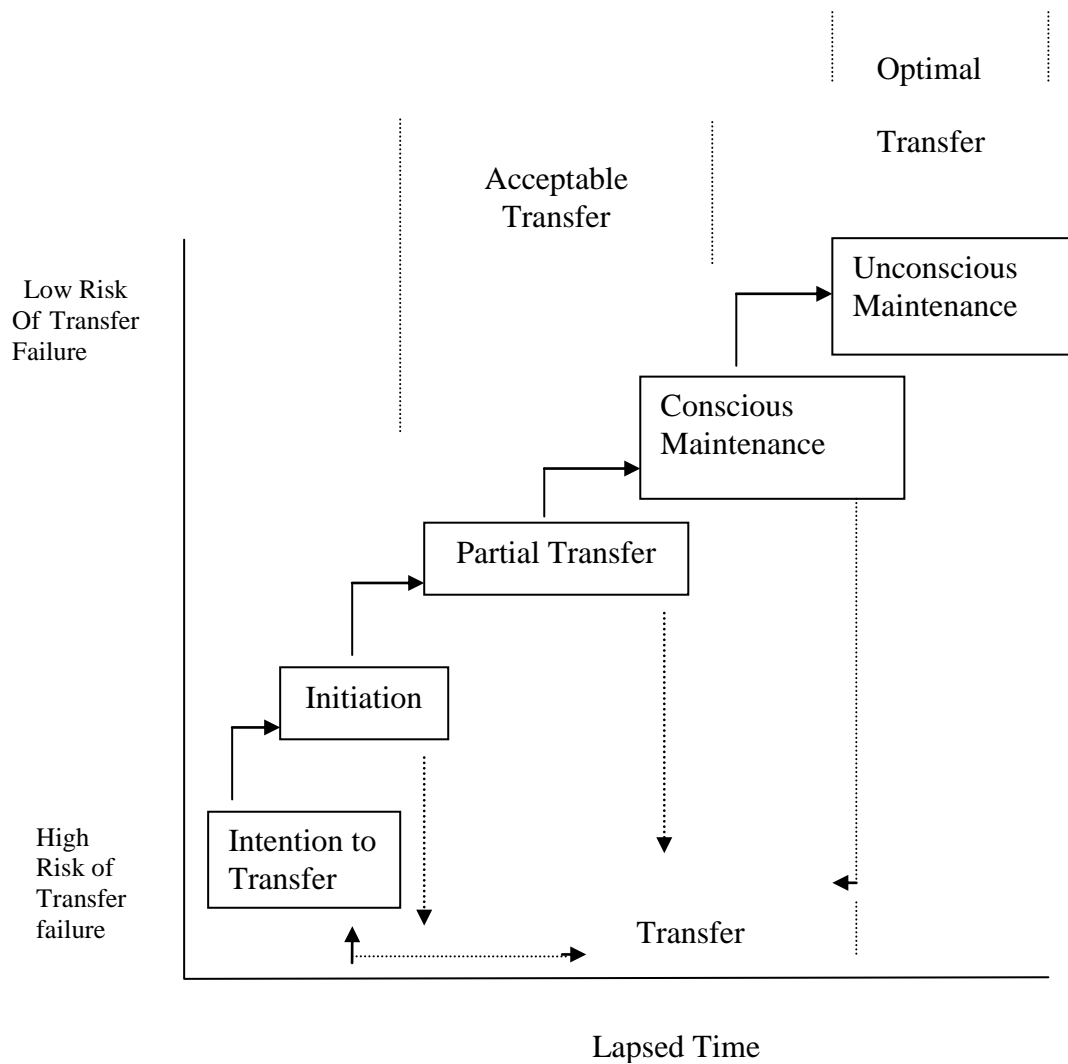 Optimal
Transfer
Acceptable
Transfer
Low Risk
Of Transfer
Failure
Unconscious
Maintenance
Conscious
Maintenance
Partial Transfer
Initiation
High
Risk of
Transfer
failure
Intention to
Transfer
Transfer
Lapsed Time